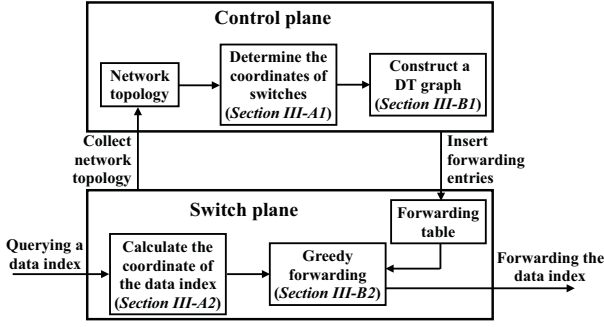 Control plane
Network
topology
Determine the
coordinates of
switches
(Section III-A1)
Construct a
DT graph
(Section III-B1)
Collect
network
topology
Insert
forwarding
entries
Switch plane
Forwarding
table
Querying a
data index
Calculate the
coordinate of
the data index
(Section III-A2)
Greedy
forwarding
(Section III-B2)
Forwarding the
data index